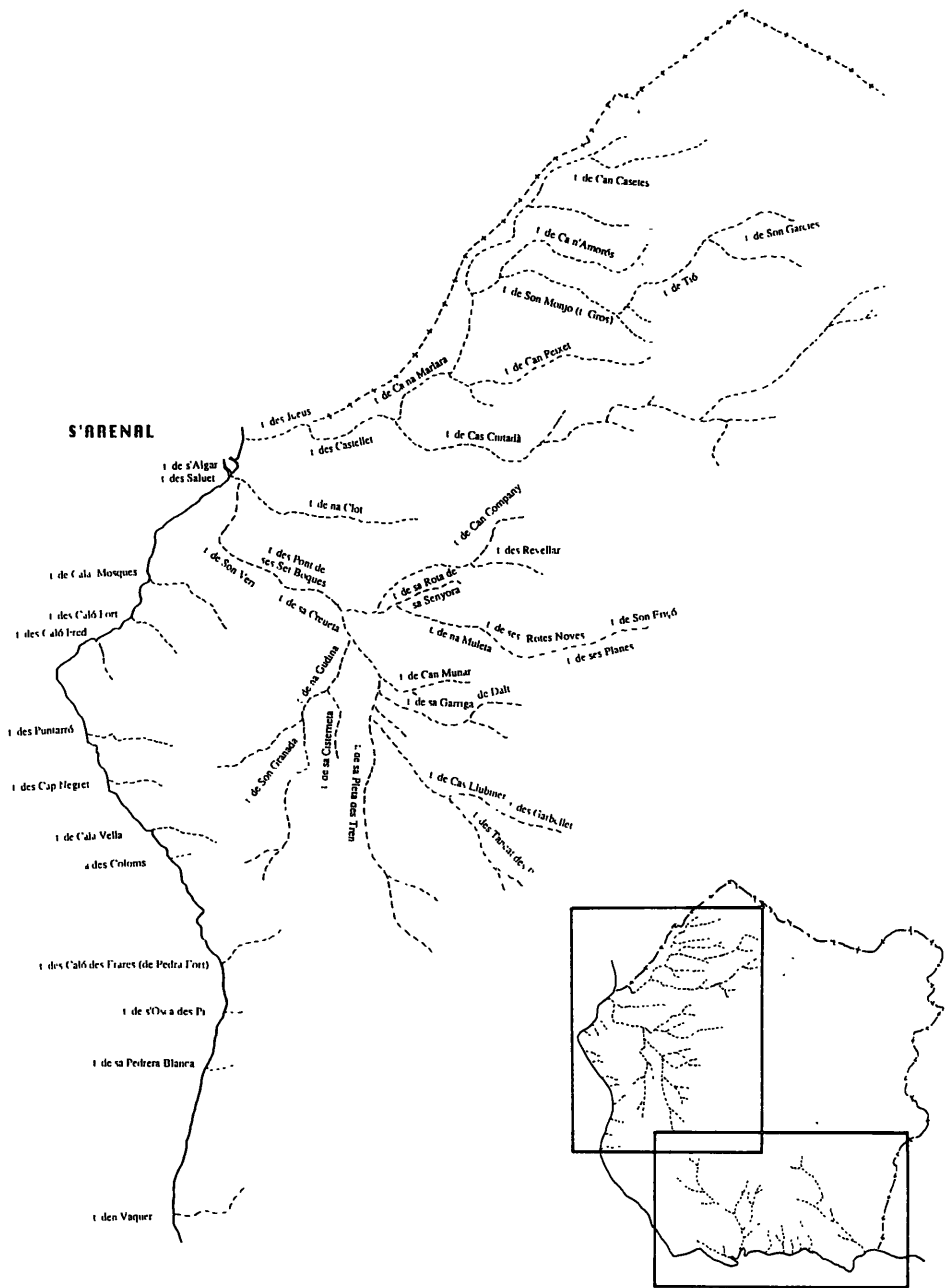 t de Can Casetes
t de Son Garcies
t de Ca n'Amorós
t de Tió
t de Son Monjo (t Gros)
t de Can Peixet
t de Ca na Marlara
t des Jueus
S'ARENAL
t de Cas Ciutadà
t des Castellet
t de s'Algar
t des Saluet
t de na Clot
t de Can Company
t des Revellar
t des Pont de
ses Set Boques
t de Son Veri
t de Cala Mosques
t de sa Rota de
sa Senyora
t des Caló Fort
t de sa Creueta
t de Son
t des Caló Fred
t de ses Rotes Noves
t de na Muleta
t de ses Planes
t de na Gudina
t de Can Munar
t de sa Garriga de Dalt
t des Puntarró
t de sa Cisterneta
t de Son Granada
t de sa Pleta des Tren
t des Cap Negret
t de Cas Llubiner
t des
t des
t de Cala Vella
a des Coloms
t des Caló des Frares (de Pedra Fort)
t de s'Osca des Pi
t de sa Pedrera Blanca
t den Vaquer